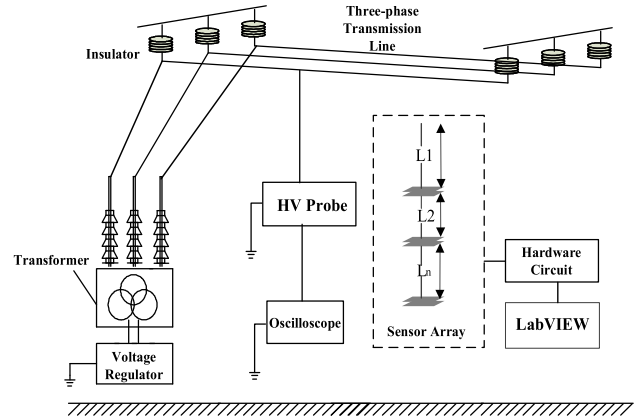 Three-phase
Transmission
Line
Insulator
L1
L2
Ln
HV Probe
Transformer
Hardware
Circuit
Oscilloscope
Sensor Array
LabVIEW
Voltage
Regulator